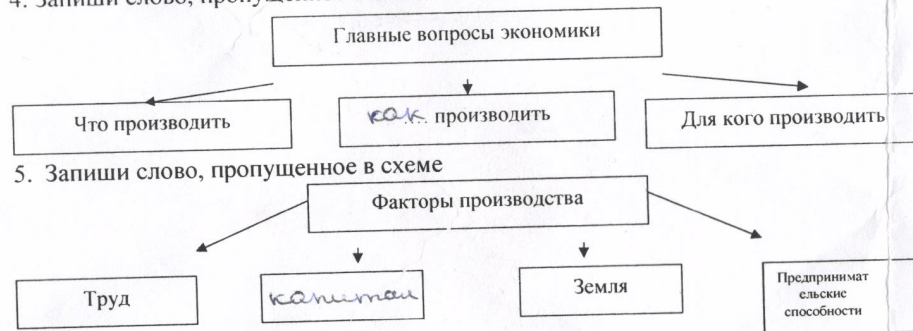 4. Запиши слово,
Главные вопросы экономики
Что производить
как... производить
Для кого производить
5. Запиши слово, пропущенное в схеме
Факторы производства
Труд
капитал
Земля
Предпринимат
ельские
способности